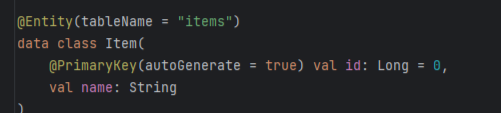 @Entity(tableName = "items")
data class Item(
    @PrimaryKey(autoGenerate = true) val id: Long = 0,
    val name: String
)